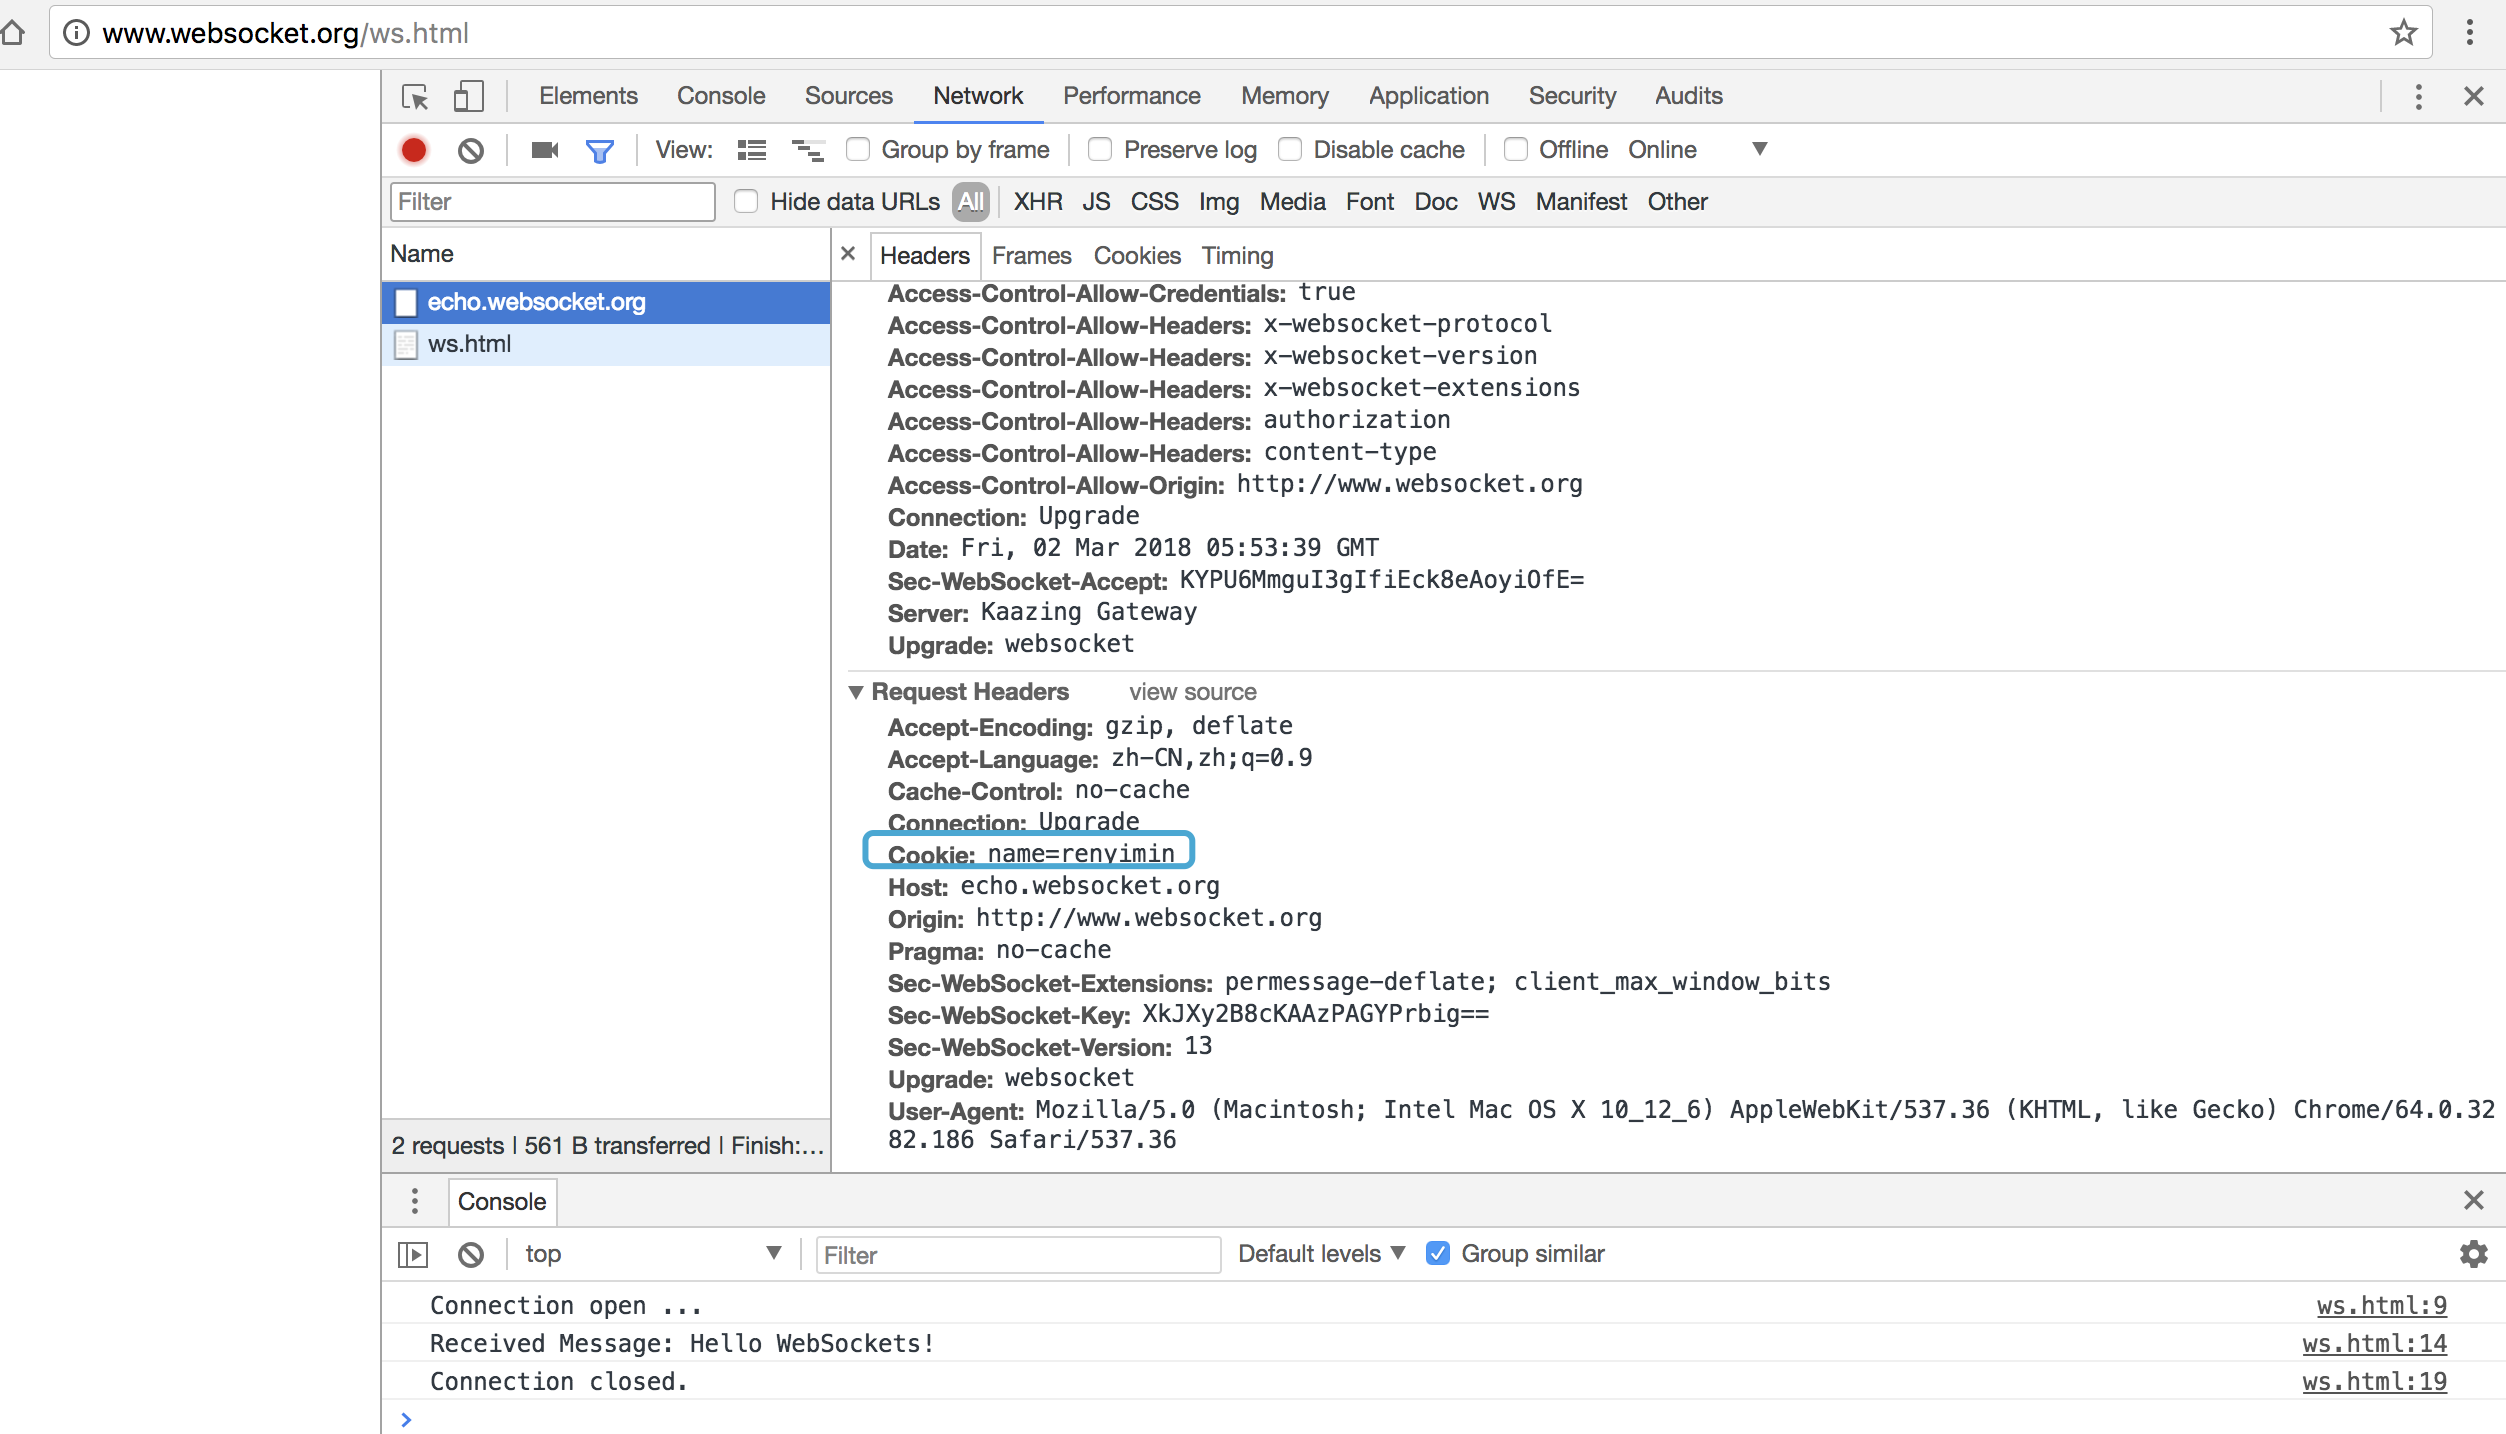 www.websocket.org/ws.html
Elements Console Sources Network Performance Memory Application Security Audits
View: Group by frame Preserve log Disable cache Offline Online
Filter Hide data URLs All XHR JS CSS Img Media Font Doc WS Manifest Other
Name
echo.websocket.org
ws.html
2 requests | 561 B transferred | Finish:...
Headers Frames Cookies Timing
Access-Control-Allow-Credentials: true
Access-Control-Allow-Headers: x-websocket-protocol
Access-Control-Allow-Headers: x-websocket-version
Access-Control-Allow-Headers: x-websocket-extensions
Access-Control-Allow-Headers: authorization
Access-Control-Allow-Headers: content-type
Access-Control-Allow-Origin: http://www.websocket.org
Connection: Upgrade
Date: Fri, 02 Mar 2018 05:53:39 GMT
Sec-WebSocket-Accept: KYPU6MmguI3gIfiEck8eAoyiOfE=
Server: Kaazing Gateway
Upgrade: websocket
Request Headers view source
Accept-Encoding: gzip, deflate
Accept-Language: zh-CN,zh;q=0.9
Cache-Control: no-cache
Connection: Upgrade
Cookie: name=renyimin
Host: echo.websocket.org
Origin: http://www.websocket.org
Pragma: no-cache
Sec-WebSocket-Extensions: permessage-deflate; client_max_window_bits
Sec-WebSocket-Key: XkJXy2B8cKAAzPAGYPrbig==
Sec-WebSocket-Version: 13
Upgrade: websocket
User-Agent: Mozilla/5.0 (Macintosh; Intel Mac OS X 10_12_6) AppleWebKit/537.36 (KHTML, like Gecko) Chrome/64.0.32
82.186 Safari/537.36
Console
top Filter Default levels Group similar
Connection open ... ws.html:9
Received Message: Hello WebSockets! ws.html:14
Connection closed. ws.html:19